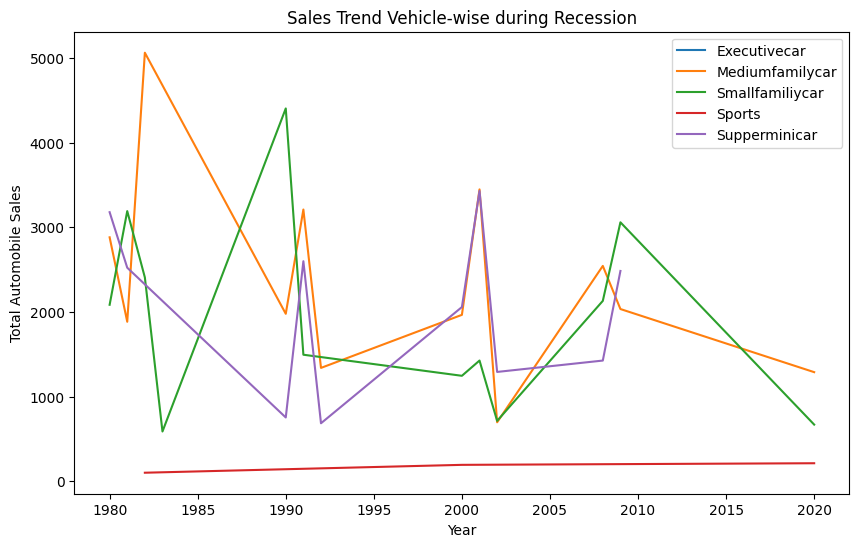 Sales Trend Vehicle-wise during Recession
Executivecar
Mediumfamilycar
Smallfamiliycar
Sports
Supperminicar
Total Automobile Sales
5000
4000
3000
2000
1000
0
1980 1985 1990 1995 2000 2005 2010 2015 2020
Year